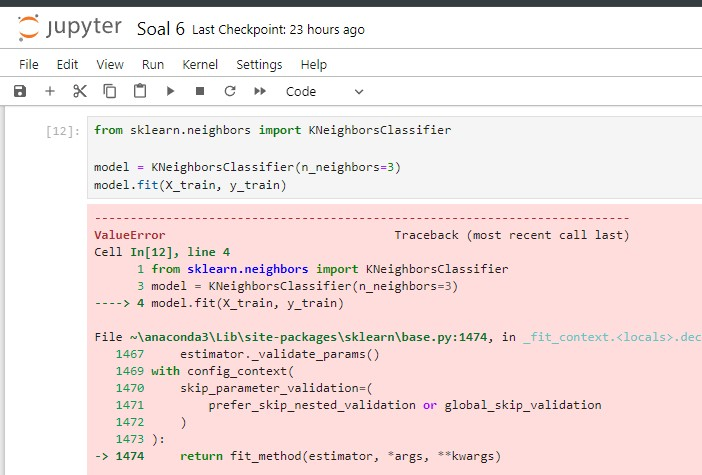 jupyter Soal 6 Last Checkpoint: 23 hours ago
File Edit View Run Kernel Settings Help
Code
[12]: from sklearn.neighbors import KNeighborsClassifier
model = KNeighborsClassifier(n_neighbors=3)
model.fit(X_train, y_train)
---------------------------------------------------------------------------
ValueError Traceback (most recent call last)
Cell In[12], line 4
1 from sklearn.neighbors import KNeighborsClassifier
3 model = KNeighborsClassifier(n_neighbors=3)
----> 4 model.fit(X_train, y_train)
File ~\anaconda3\Lib\site-packages\sklearn\base.py:1474, in _fit_context.<locals>.dec
1467 estimator._validate_params()
1469 with config_context(
1470 skip_parameter_validation=(
1471 prefer_skip_nested_validation or global_skip_validation
1472 )
1473 ):
-> 1474 return fit_method(estimator, *args, **kwargs)